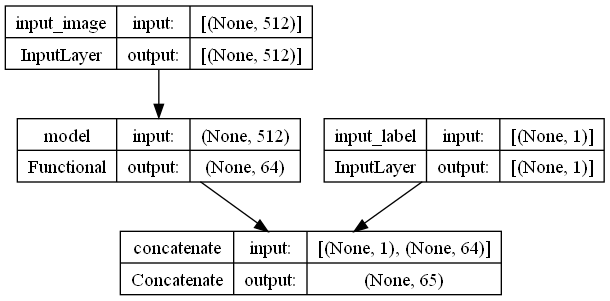 input_image input: [(None, 512)]
InputLayer output: [(None, 512)]
model input: (None, 512)
Functional output: (None, 64)
input_label input: [(None, 1)]
InputLayer output: [(None, 1)]
concatenate input: [(None, 1), (None, 64)]
Concatenate output: (None, 65)